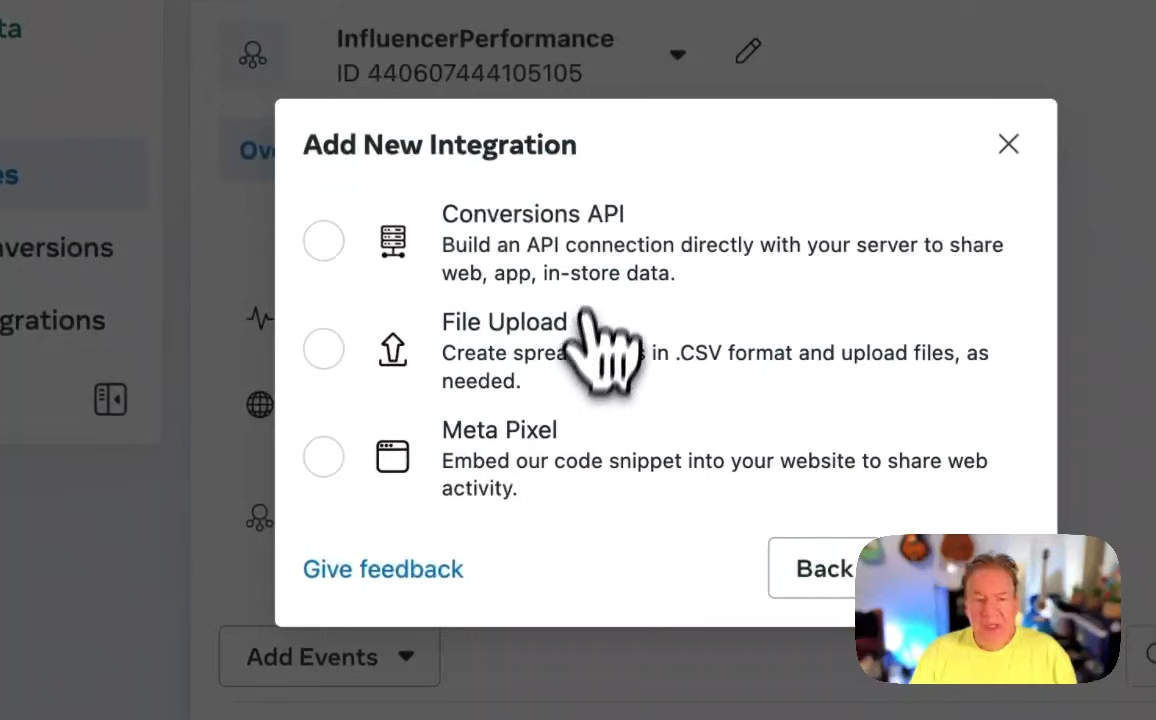 ta
InfluencerPerformance
ID 440607444105105
Add New Integration
Ov
es
Conversions API
Build an API connection directly with your server to share
web, app, in-store data.
nversions
File Upload
grations
Create sprea in .CSV format and upload files, as
needed.
Meta Pixel
Embed our code snippet into your website to share web
activity.
Give feedback
Back
Add Events